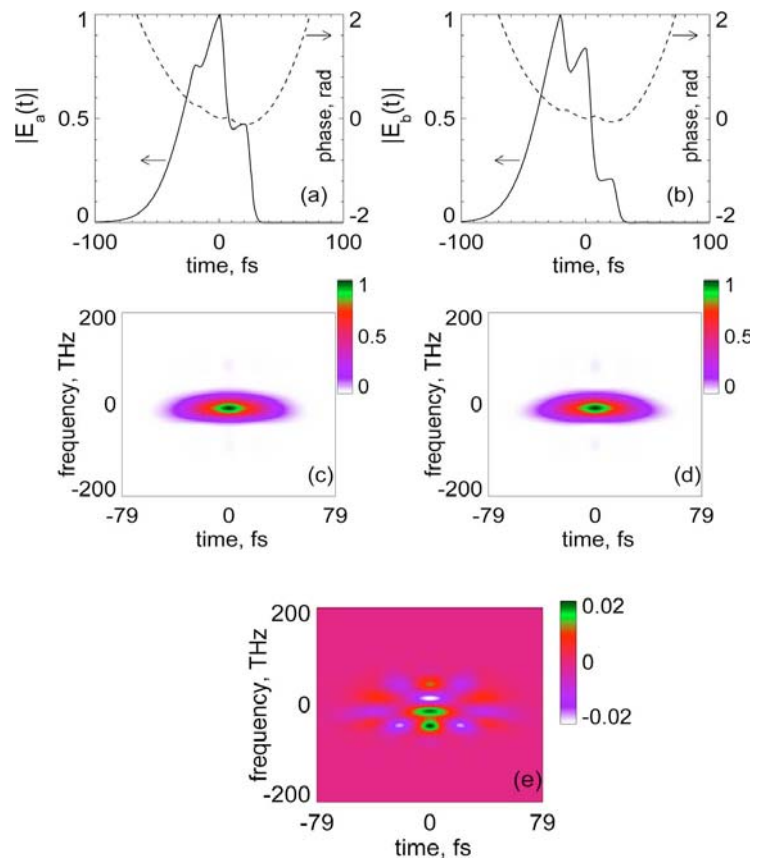 |E_a(t)|
1
0.5
0
2
0
-2
phase, rad
(a)
-100 0 100
time, fs
|E_b(t)|
1
0.5
0
2
0
-2
phase, rad
(b)
-100 0 100
time, fs
frequency, THz
200
0
-200
1
0.5
0
(c)
-79 0 79
time, fs
frequency, THz
200
0
-200
1
0.5
0
(d)
-79 0 79
time, fs
frequency, THz
200
0
-200
0.02
0
-0.02
(e)
-79 0 79
time, fs